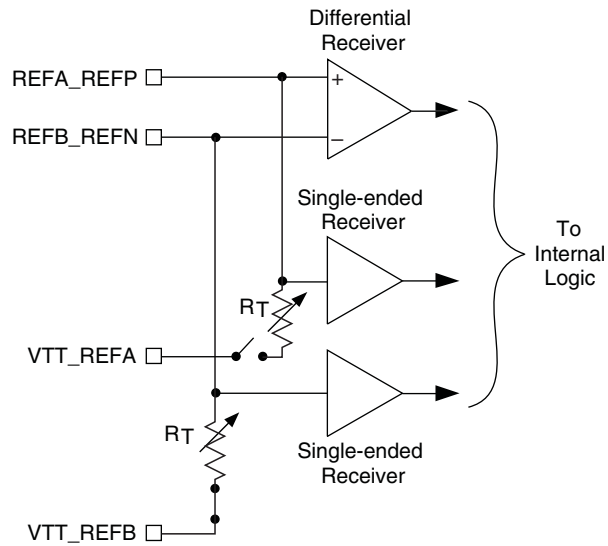 Differential
Receiver
REFA_REFP
+
REFB_REFN
–
Single-ended
Receiver
To
Internal
Logic
RT
VTT_REFA
RT
Single-ended
Receiver
VTT_REFB